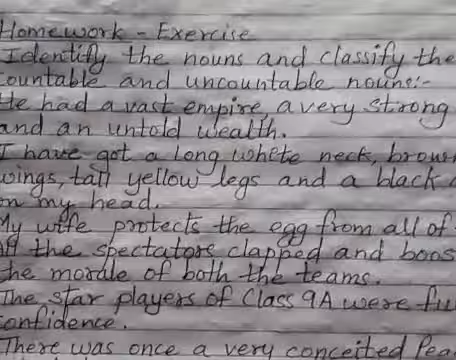 Homework - Exercise
Identify the nouns and classify the
countable and uncountable nouns:-
He had a vast empire, a very strong
and an untold wealth.
I have got a long white neck, brown
wings, tall yellow legs and a black
on my head.
My wife protects the egg from all of
All the spectators clapped and
the morale of both the teams.
The star players of Class 9A were
confidence.
There was once a very conceited